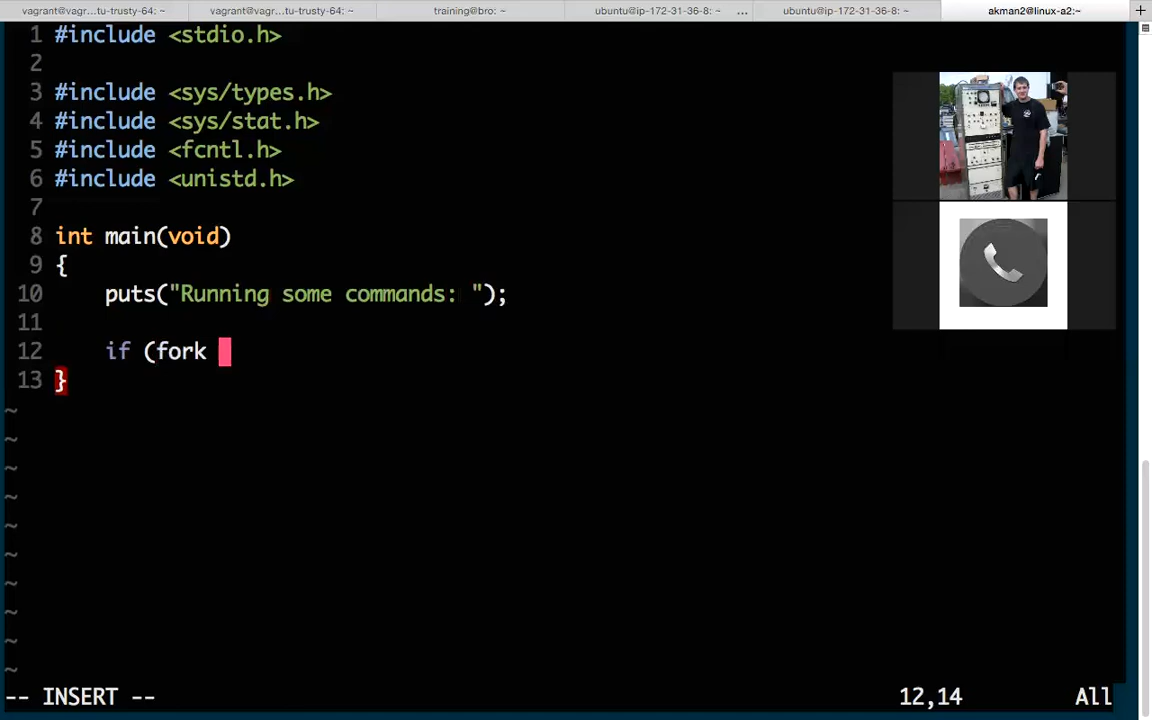 vagrant@vagr...tu-trusty-64: ~ vagrant@vagr...tu-trusty-64: ~ training@bro: ~ ubuntu@ip-172-31-36-8: ~ ... ubuntu@ip-172-31-36-8: ~ akman2@linux-a2:~ +
1 #include <stdio.h>
2
3 #include <sys/types.h>
4 #include <sys/stat.h>
5 #include <fcntl.h>
6 #include <unistd.h>
7
8 int main(void)
9 {
10     puts("Running some commands: ");
11
12     if (fork
13 }
~
~
~
~
~
~
~
~
~
~
-- INSERT -- 12,14 All